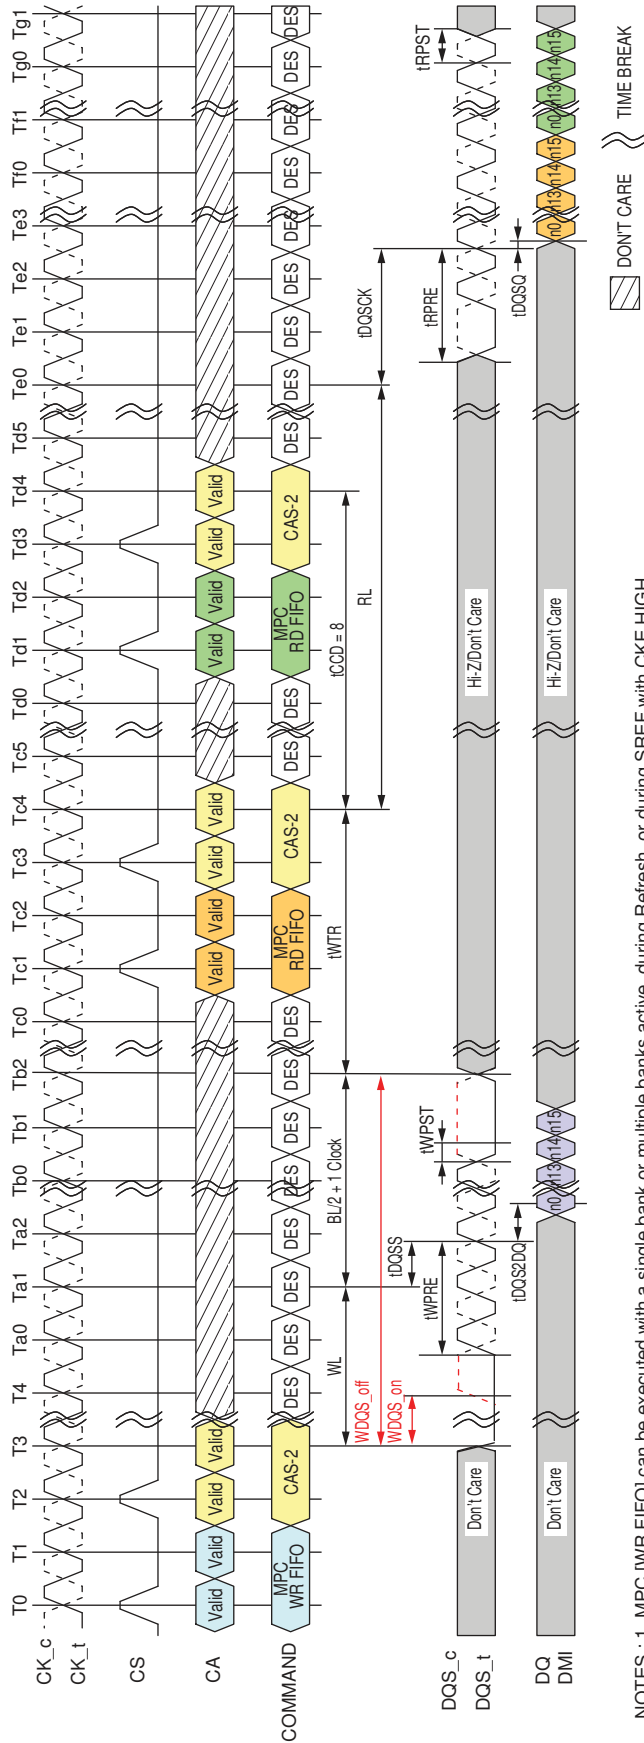 T0 T1 T2 T3 T4 Ta0 Ta1 Ta2 Tb0 Tb1 Tb2 Tc0 Tc1 Tc2 Tc3 Tc4 Tc5 Td0 Td1 Td2 Td3 Td4 Td5 Te0 Te1 Te2 Te3 Tf0 Tf1 Tg0 Tg1
CK_c
CK_t
CS
CA
Valid Valid Valid Valid Valid Valid Valid Valid Valid Valid Valid Valid
COMMAND
MPC
WR FIFO
CAS-2
DES DES DES DES DES DES DES
MPC
RD FIFO
CAS-2
DES DES
MPC
RD FIFO
CAS-2
DES DES DES DES DES DES DES DES DES
WL
BL/2 + 1 Clock
tWTR
tCCD = 8
WDQS_off
RL
tDQSCK
WDQS_on
tDQSS
tWPRE
tWPST
tRPRE
tRPST
DQS_c
DQS_t
Don't Care
Hi-Z/Don't Care
tDQS2DQ
tDQSQ
DQ
DMI
Don't Care
n0 n13 n14 n15
Hi-Z/Don't Care
n0 n13 n14 n15 n0 n13 n14 n15
DON'T CARE
TIME BREAK
NOTES : 1. MPC [WR FIFO] can be executed with a single bank or multiple banks active, during Refresh, or during SREF with CKE HIGH.